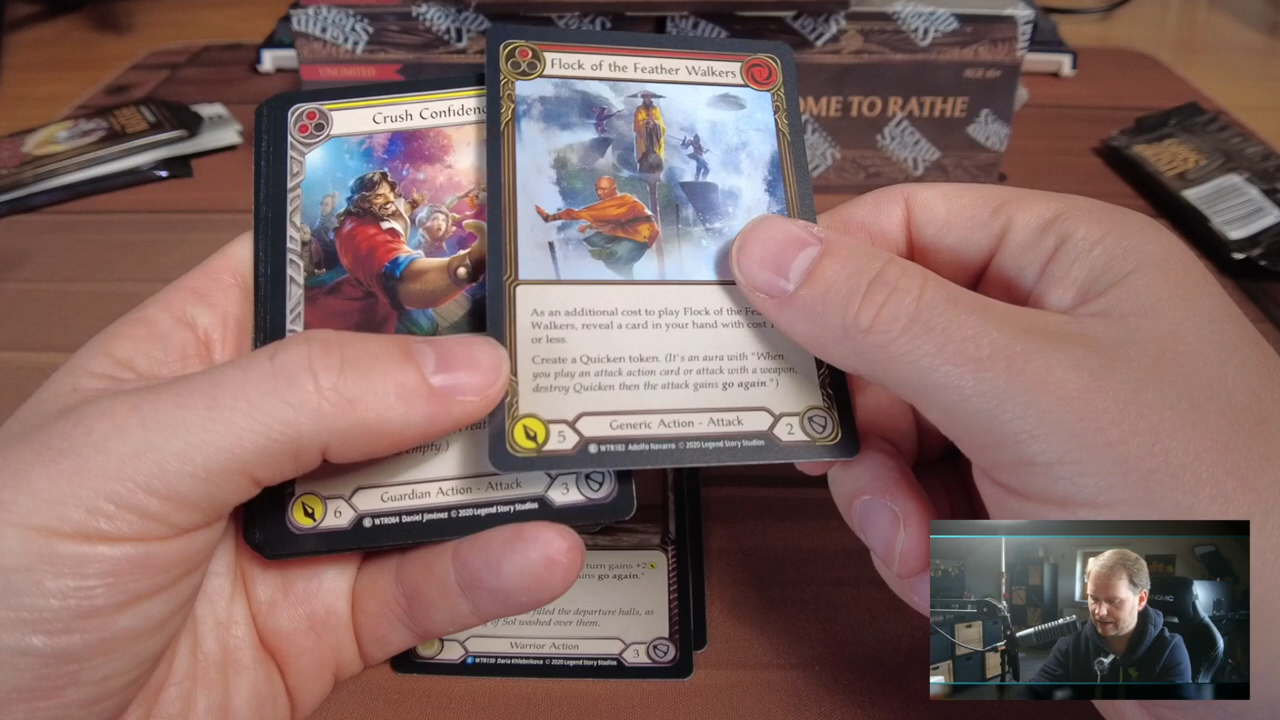 UNLIMITED
OME TO RATHE
Crush Confidenc
Flock of the Feather Walkers
1
As an additional cost to play Flock of the Fea
Walkers, reveal a card in your hand with cost 1
or less.
Create a Quicken token. (It's an aura with "When
you play an attack action card or attack with a weapon,
destroy Quicken then the attack gains go again.")
5
Generic Action - Attack
2
C WTR183 Adolfo Navarro © 2020 Legend Story Studios
empty.)
6
Guardian Action - Attack
3
C WTR064 Daniel Jiménez © 2020 Legend Story Studios
turn gains +2
ains go again."
filled the departure halls, as
of Sol washed over them.
Warrior Action
3
R WTR130 Daria Khlebnikova © 2020 Legend Story Studios